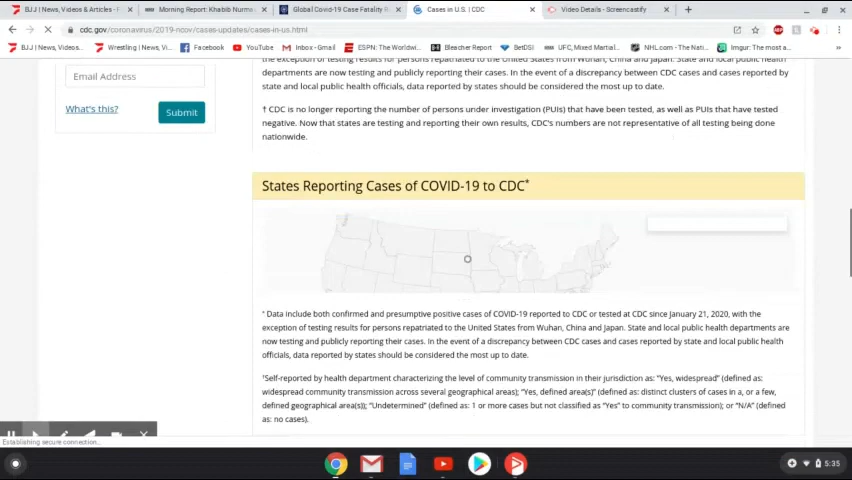 BJJ | News, Videos & Articles - F
Morning Report: Khabib Nurma
Global Covid-19 Case Fatality R
Cases in U.S. | CDC
Video Details - Screencastify
cdc.gov/coronavirus/2019-ncov/cases-updates/cases-in-us.html
BJJ | News, Videos...
Wrestling | News, Vi...
Facebook
YouTube
Inbox - Gmail
ESPN: The Worldwi...
Bleacher Report
BetDSI
UFC, Mixed Martial...
NHL.com - The Nati...
Imgur: The most a...
the exception of testing results for persons repatriated to the United States from Wuhan, China and Japan. State and local public health
departments are now testing and publicly reporting their cases. In the event of a discrepancy between CDC cases and cases reported by
state and local public health officials, data reported by states should be considered the most up to date.
Email Address
What's this?
Submit
† CDC is no longer reporting the number of persons under investigation (PUIs) that have been tested, as well as PUIs that have tested
negative. Now that states are testing and reporting their own results, CDC's numbers are not representative of all testing being done
nationwide.
States Reporting Cases of COVID-19 to CDC*
* Data include both confirmed and presumptive positive cases of COVID-19 reported to CDC or tested at CDC since January 21, 2020, with the
exception of testing results for persons repatriated to the United States from Wuhan, China and Japan. State and local public health departments are
now testing and publicly reporting their cases. In the event of a discrepancy between CDC cases and cases reported by state and local public health
officials, data reported by states should be considered the most up to date.
†Self-reported by health department characterizing the level of community transmission in their jurisdiction as: "Yes, widespread" (defined as:
widespread community transmission across several geographical areas); "Yes, defined area(s)" (defined as: distinct clusters of cases in a, or a few,
defined geographical area(s)); "Undetermined" (defined as: 1 or more cases but not classified as "Yes" to community transmission); or "N/A" (defined
as: no cases).
Establishing secure connection...
5:35